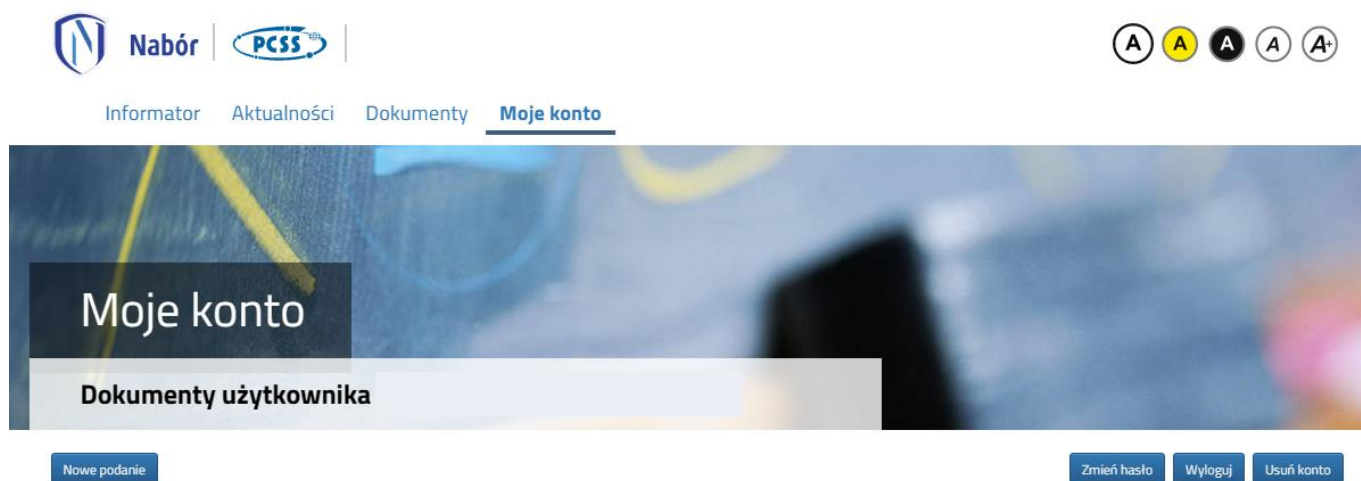 Nabór PCSS
A A A A A+
Informator Aktualności Dokumenty Moje konto
Moje konto
Dokumenty użytkownika
Nowe podanie Zmień hasło Wyloguj Usuń konto